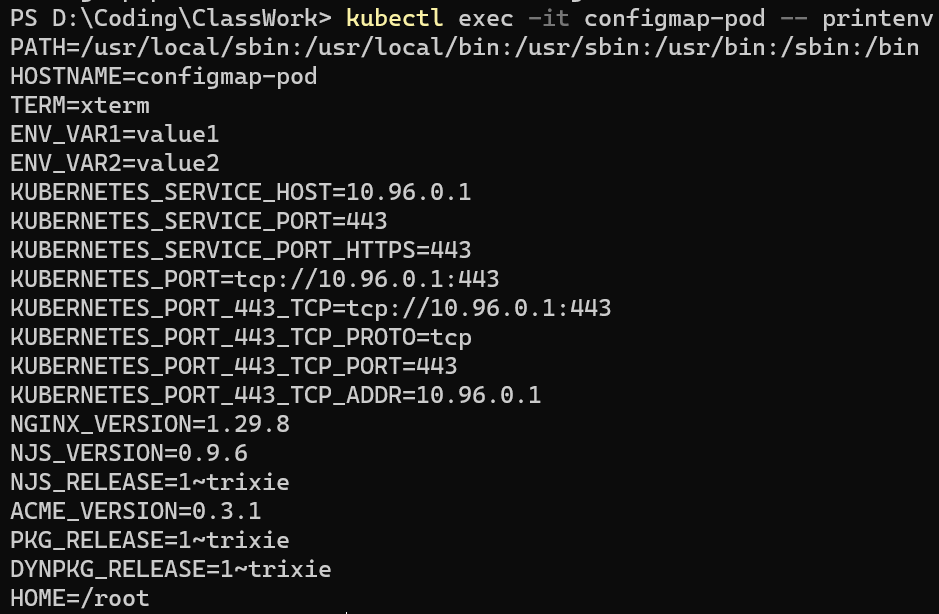 PS D:\Coding\ClassWork> kubectl exec -it configmap-pod -- printenv
PATH=/usr/local/sbin:/usr/local/bin:/usr/sbin:/usr/bin:/sbin:/bin
HOSTNAME=configmap-pod
TERM=xterm
ENV_VAR1=value1
ENV_VAR2=value2
KUBERNETES_SERVICE_HOST=10.96.0.1
KUBERNETES_SERVICE_PORT=443
KUBERNETES_SERVICE_PORT_HTTPS=443
KUBERNETES_PORT=tcp://10.96.0.1:443
KUBERNETES_PORT_443_TCP=tcp://10.96.0.1:443
KUBERNETES_PORT_443_TCP_PROTO=tcp
KUBERNETES_PORT_443_TCP_PORT=443
KUBERNETES_PORT_443_TCP_ADDR=10.96.0.1
NGINX_VERSION=1.29.8
NJS_VERSION=0.9.6
NJS_RELEASE=1~trixie
ACME_VERSION=0.3.1
PKG_RELEASE=1~trixie
DYNPKG_RELEASE=1~trixie
HOME=/root